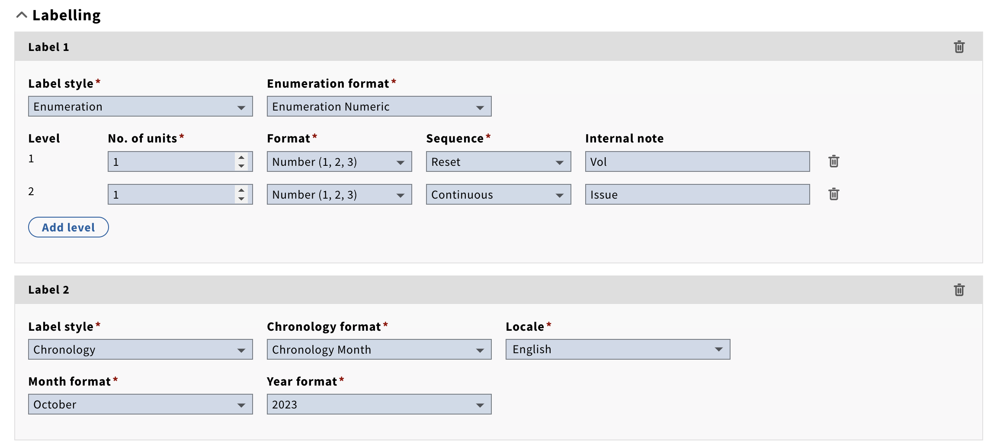 Labelling
Label 1
Label style* Enumeration format*
Enumeration Enumeration Numeric
Level No. of units* Format* Sequence* Internal note
1 1 Number (1, 2, 3) Reset Vol
2 1 Number (1, 2, 3) Continuous Issue
Add level
Label 2
Label style* Chronology format* Locale*
Chronology Chronology Month English
Month format* Year format*
October 2023